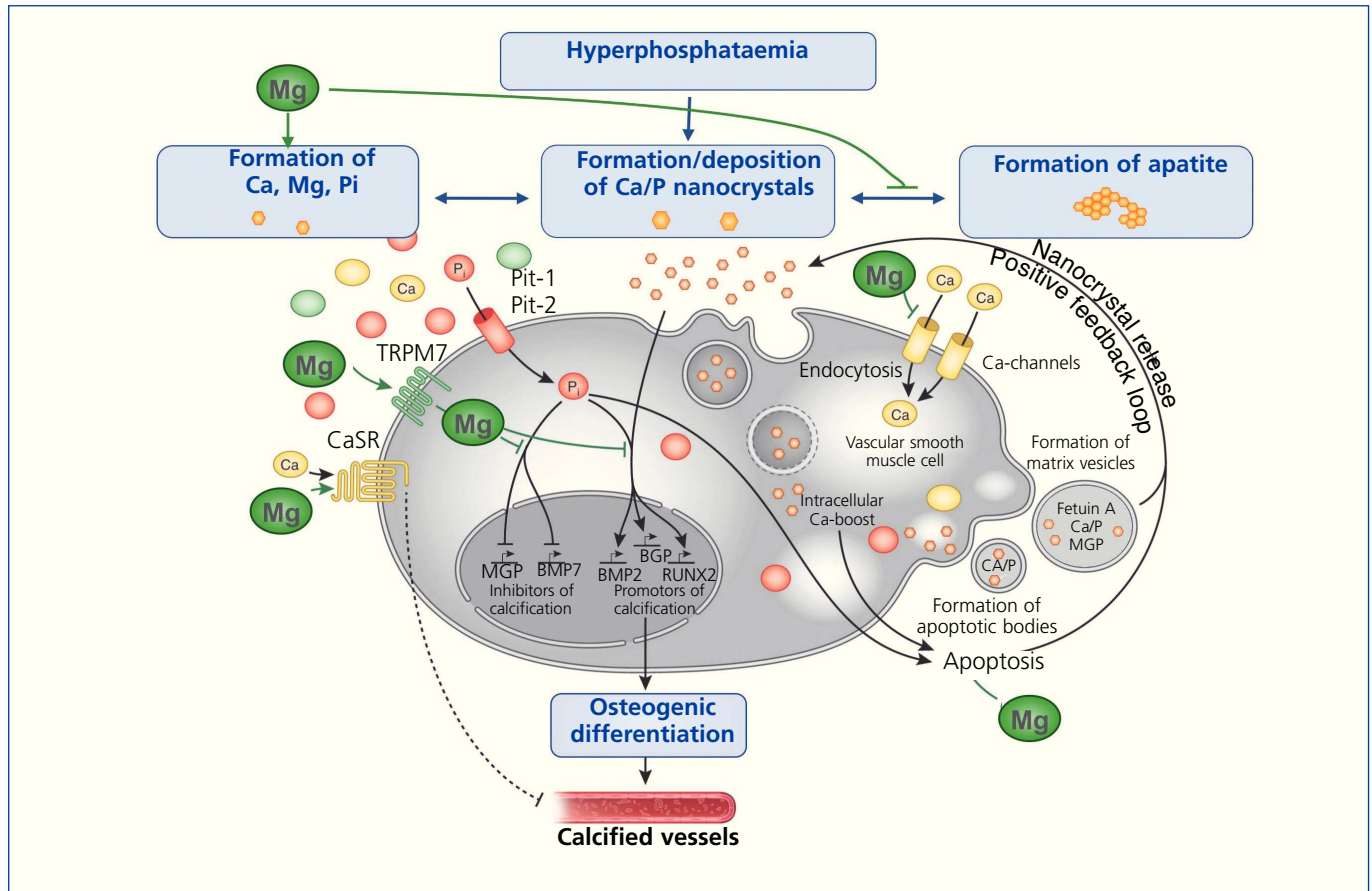 Hyperphosphataemia
Mg
Formation of
Ca, Mg, Pi
Formation/deposition
of Ca/P nanocrystals
Formation of apatite
Nanocrystal release
Positive feedback loop
Pi
Pit-1
Pit-2
Ca
Mg
Ca
Ca
TRPM7
Mg
Endocytosis
Ca-channels
Pi
Mg
Ca
CaSR
Vascular smooth
muscle cell
Formation of
matrix vesicles
Ca
Mg
Intracellular
Ca-boost
Fetuin A
Ca/P
MGP
MGP
BMP7
BMP2
BGP
RUNX2
Inhibitors of
calcification
Promotors of
calcification
CA/P
Formation of
apoptotic bodies
Apoptosis
Mg
Osteogenic
differentiation
Calcified vessels